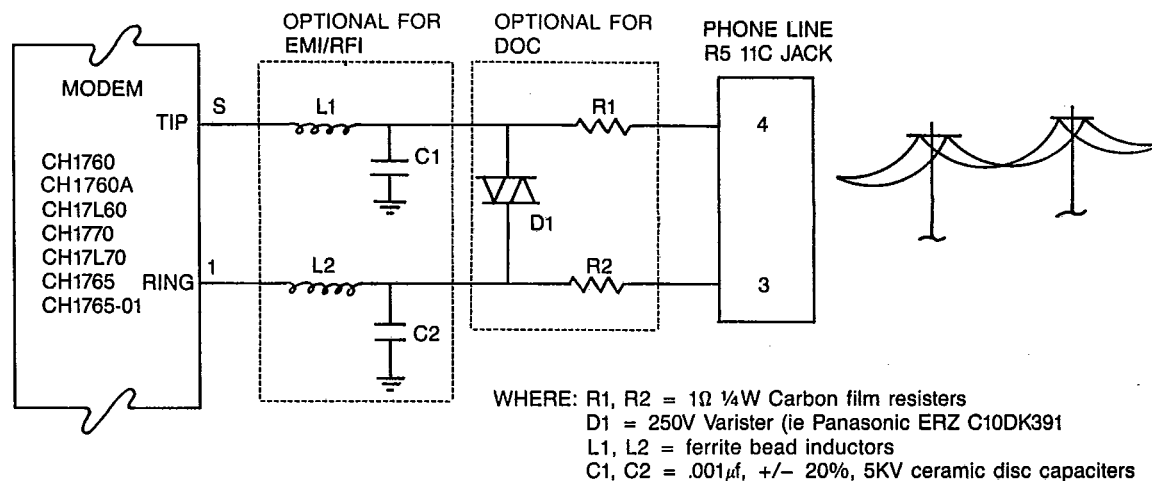 OPTIONAL FOR
EMI/RFI
OPTIONAL FOR
DOC
PHONE LINE
R5 11C JACK
MODEM
S
L1
R1
TIP
4
C1
CH1760
CH1760A
CH17L60
CH1770
CH17L70
CH1765
CH1765-01
D1
1
RING
L2
R2
3
C2
WHERE: R1, R2 = 1Ω ¼W Carbon film resisters
D1 = 250V Varister (ie Panasonic ERZ C10DK391
L1, L2 = ferrite bead inductors
C1, C2 = .001µf, +/− 20%, 5KV ceramic disc capaciters